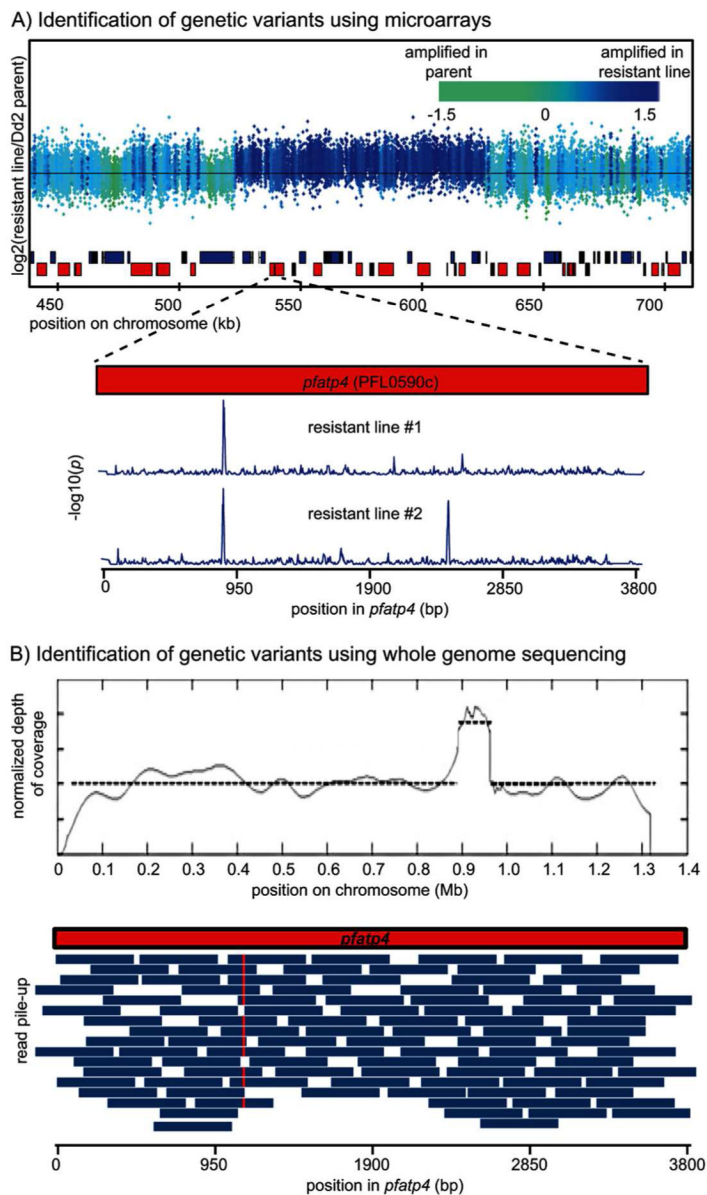 A) Identification of genetic variants using microarrays
amplified in
parent
amplified in
resistant line
-1.5
0
1.5
log2(resistant line/Dd2 parent)
450
500
550
600
650
700
position on chromosome (kb)
pfatp4 (PFL0590c)
resistant line #1
-log10(p)
resistant line #2
0
950
1900
2850
3800
position in pfatp4 (bp)
B) Identification of genetic variants using whole genome sequencing
normalized depth
of coverage
0
0.1
0.2
0.3
0.4
0.5
0.6
0.7
0.8
0.9
1.0
1.1
1.2
1.3
1.4
position on chromosome (Mb)
pfatp4
read pile-up
0
950
1900
2850
3800
position in pfatp4 (bp)